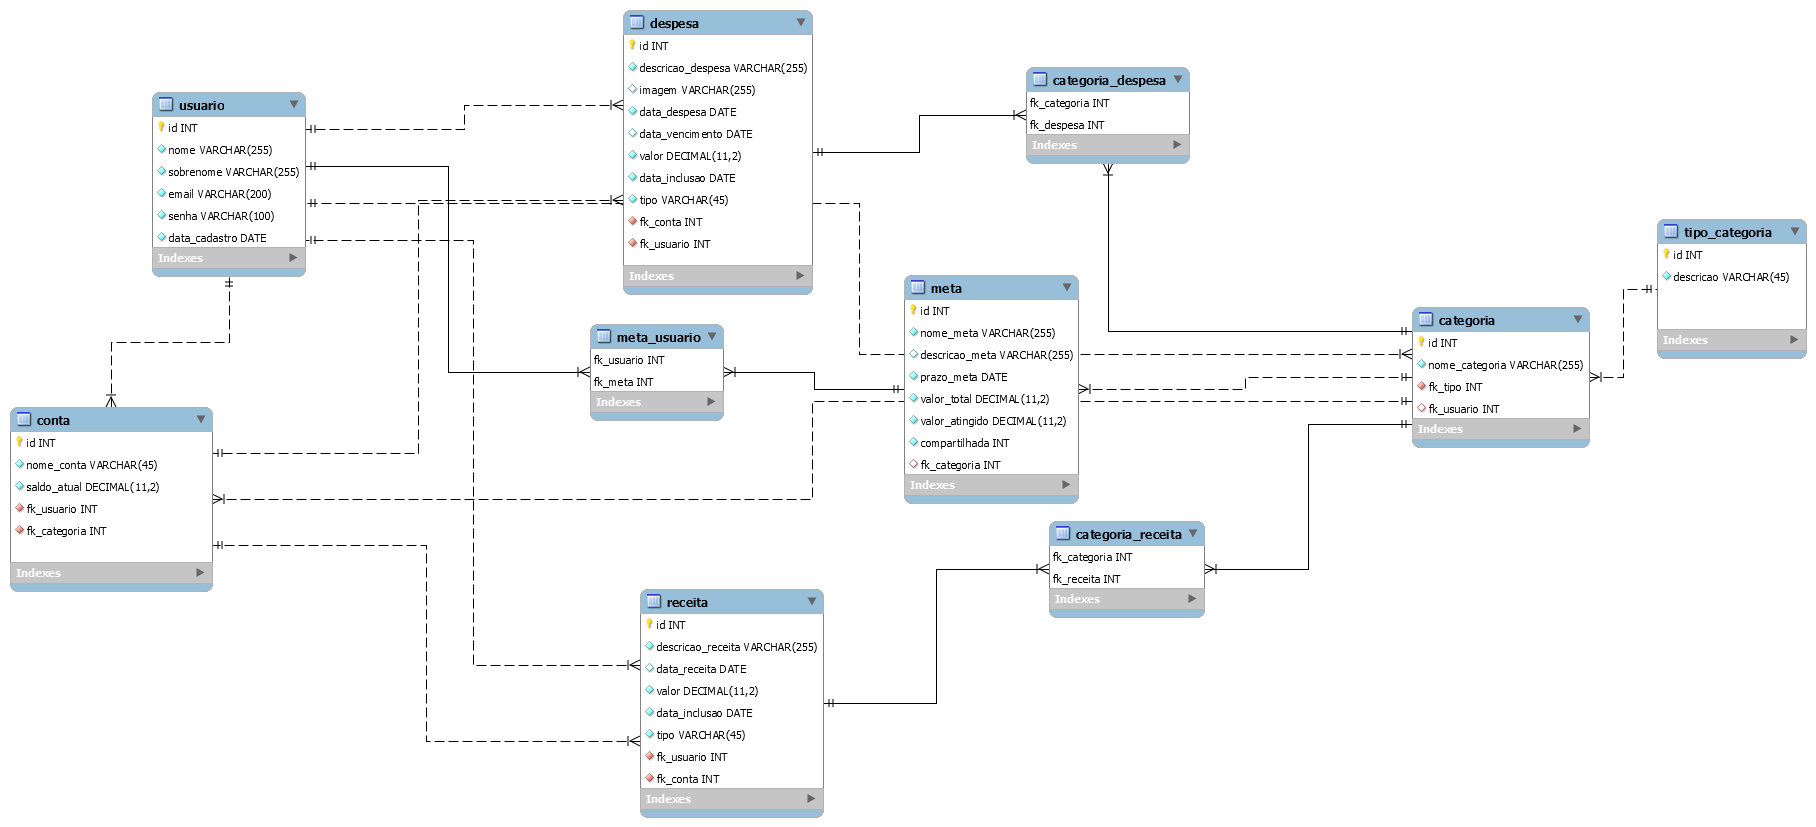 despesa
id INT
descricao_despesa VARCHAR(255)
imagem VARCHAR(255)
data_despesa DATE
data_vencimento DATE
valor DECIMAL(11,2)
data_inclusao DATE
tipo VARCHAR(45)
fk_conta INT
fk_usuario INT
Indexes
categoria_despesa
fk_categoria INT
fk_despesa INT
Indexes
usuario
id INT
nome VARCHAR(255)
sobrenome VARCHAR(255)
email VARCHAR(200)
senha VARCHAR(100)
data_cadastro DATE
Indexes
tipo_categoria
id INT
descricao VARCHAR(45)
Indexes
meta
id INT
nome_meta VARCHAR(255)
descricao_meta VARCHAR(255)
prazo_meta DATE
valor_total DECIMAL(11,2)
valor_atingido DECIMAL(11,2)
compartilhada INT
fk_categoria INT
Indexes
categoria
id INT
nome_categoria VARCHAR(255)
fk_tipo INT
fk_usuario INT
Indexes
meta_usuario
fk_usuario INT
fk_meta INT
Indexes
conta
id INT
nome_conta VARCHAR(45)
saldo_atual DECIMAL(11,2)
fk_usuario INT
fk_categoria INT
Indexes
categoria_receita
fk_categoria INT
fk_receita INT
Indexes
receita
id INT
descricao_receita VARCHAR(255)
data_receita DATE
valor DECIMAL(11,2)
data_inclusao DATE
tipo VARCHAR(45)
fk_usuario INT
fk_conta INT
Indexes